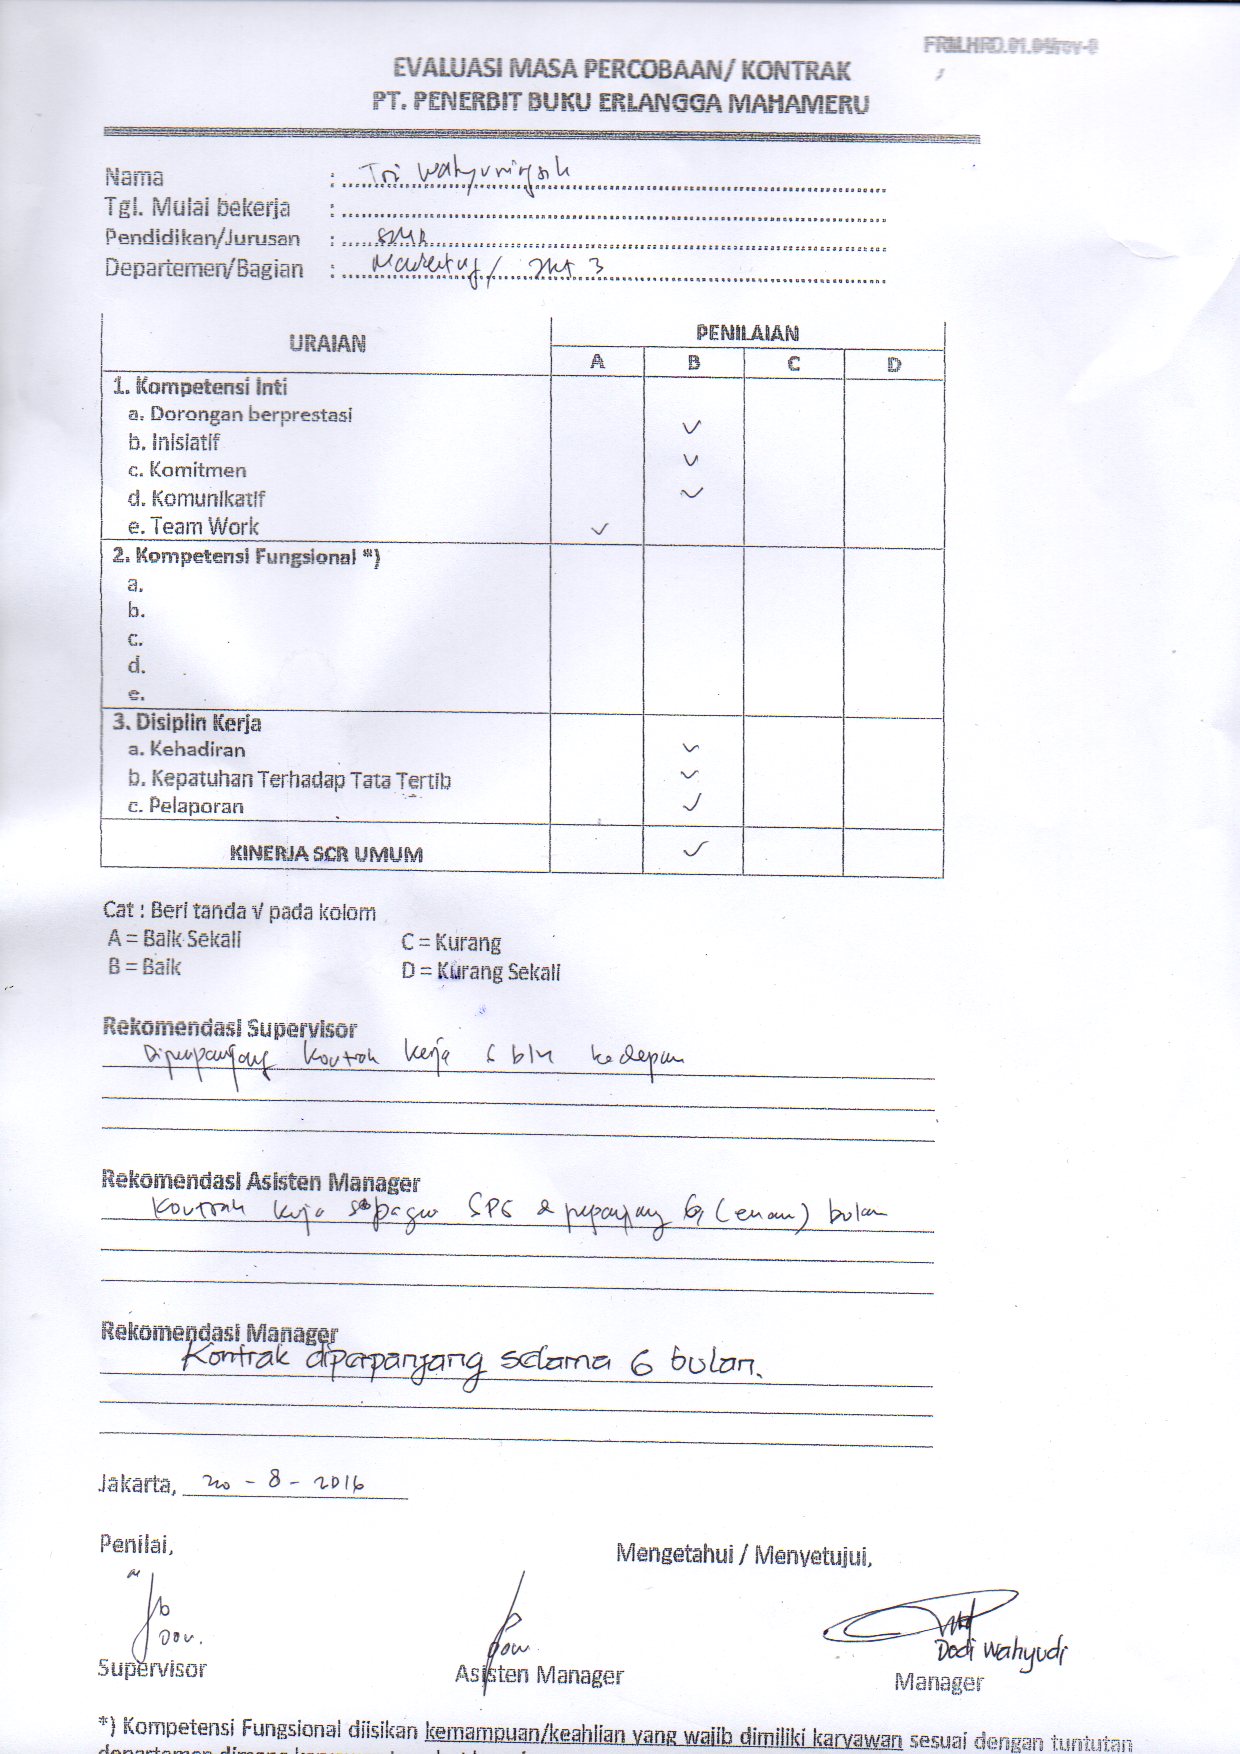 FRM.HRD.01.04/rev-0
EVALUASI MASA PERCOBAAN/ KONTRAK
PT. PENERBIT BUKU ERLANGGA MAHAMERU
Nama : Tri Wahyuningsih
Tgl. Mulai bekerja :
Pendidikan/Jurusan : SMA
Departemen/Bagian : Marketing / 3
URAIAN PENILAIAN
A B C D
1. Kompetensi Inti
a. Dorongan berprestasi ✓
b. Inisiatif ✓
c. Komitmen ✓
d. Komunikatif
e. Team Work ✓
2. Kompetensi Fungsional *)
a.
b.
c.
d.
e.
3. Disiplin Kerja
a. Kehadiran ✓
b. Kepatuhan Terhadap Tata Tertib ✓
c. Pelaporan ✓
KINERJA SCR UMUM ✓
Cat : Beri tanda √ pada kolom
A = Baik Sekali C = Kurang
B = Baik D = Kurang Sekali
Rekomendasi Supervisor
Diperpanjang Kontrak kerja 6 bln kedepan
Rekomendasi Asisten Manager
Kontrak kerja sebagai SPG perpanjang 6 (enam) bulan
Rekomendasi Manager
Kontrak diperpanjang selama 6 bulan.
Jakarta, 20 - 8 - 2016
Penilai, Mengetahui / Menyetujui,
Dodi Wahyudi
Supervisor Asisten Manager Manager
*) Kompetensi Fungsional diisikan kemampuan/keahlian yang wajib dimiliki karyawan sesuai dengan tuntutan